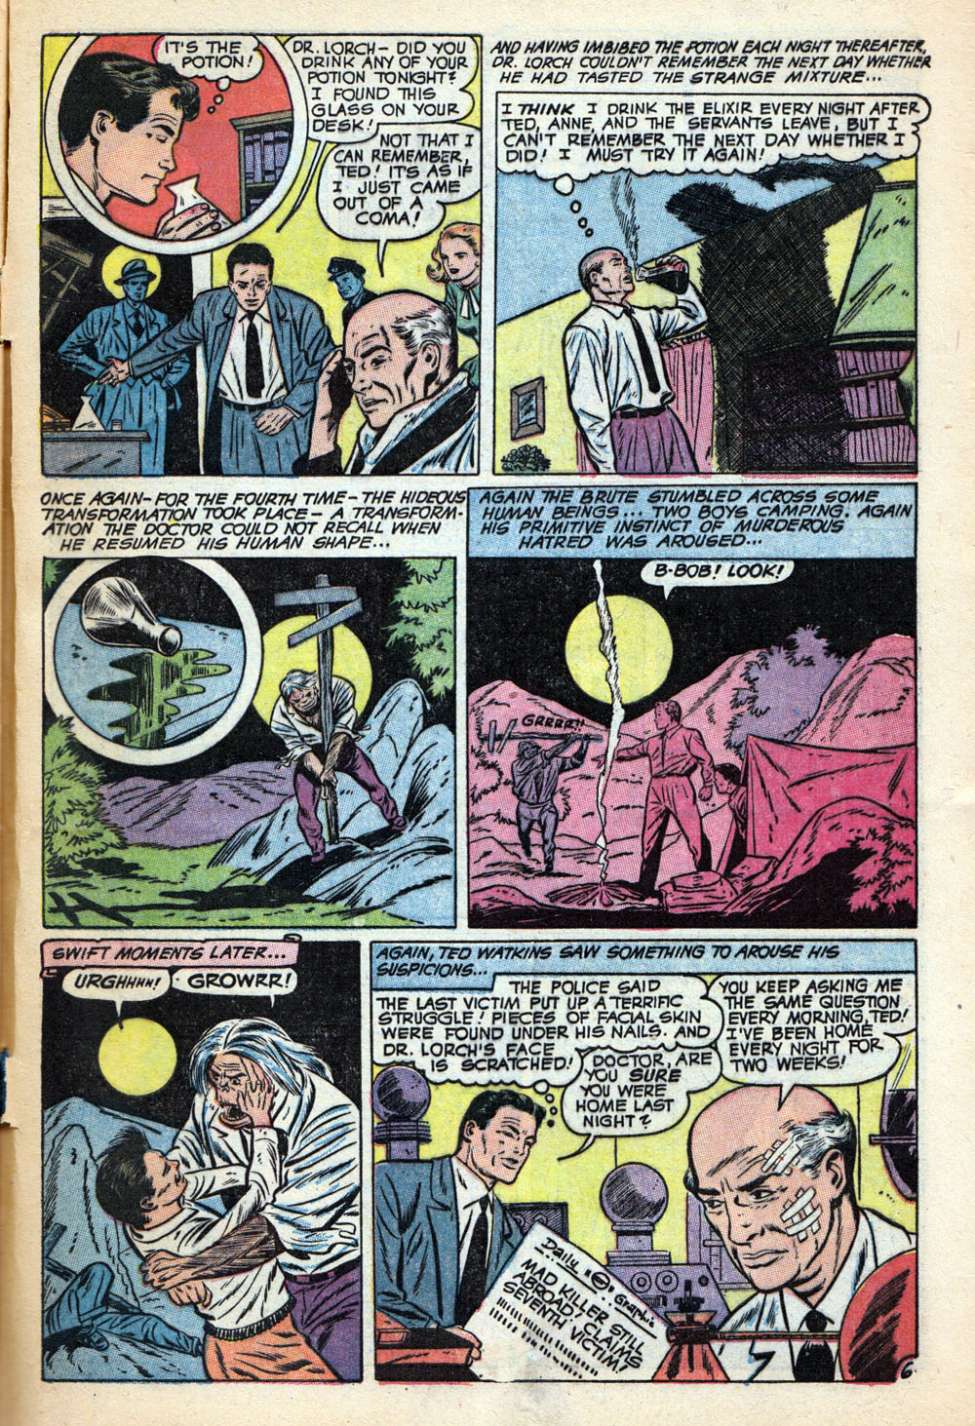 IT'S THE
POTION!
DR. LORCH- DID YOU
DRINK ANY OF YOUR
POTION TONIGHT?
I FOUND THIS
GLASS ON YOUR
DESK!
NOT THAT I
CAN REMEMBER,
TED! IT'S AS IF
I JUST CAME
OUT OF A
COMA!
AND HAVING IMBIBED THE POTION EACH NIGHT THEREAFTER,
DR. LORCH COULDN'T REMEMBER THE NEXT DAY WHETHER
HE HAD TASTED THE STRANGE MIXTURE...
I THINK I DRINK THE ELIXIR EVERY NIGHT AFTER
TED, ANNE, AND THE SERVANTS LEAVE, BUT I
CAN'T REMEMBER THE NEXT DAY WHETHER I
DID! I MUST TRY IT AGAIN!
ONCE AGAIN- FOR THE FOURTH TIME- THE HIDEOUS
TRANSFORMATION TOOK PLACE- A TRANSFORM-
ATION THE DOCTOR COULD NOT RECALL WHEN
HE RESUMED HIS HUMAN SHAPE...
AGAIN THE BRUTE STUMBLED ACROSS SOME
HUMAN BEINGS... TWO BOYS CAMPING. AGAIN
HIS PRIMITIVE INSTINCT OF MURDEROUS
HATRED WAS AROUSED...
B-BOB! LOOK!
GRRRR!!
SWIFT MOMENTS LATER...
URGHHHH!
GROWRR!
AGAIN, TED WATKINS SAW SOMETHING TO AROUSE HIS
SUSPICIONS...
THE POLICE SAID
THE LAST VICTIM PUT UP A TERRIFIC
STRUGGLE! PIECES OF FACIAL SKIN
WERE FOUND UNDER HIS NAILS. AND
DR. LORCH'S FACE
IS SCRATCHED!
DOCTOR, ARE
YOU SURE
YOU WERE
HOME LAST
NIGHT?
YOU KEEP ASKING ME
THE SAME QUESTION
EVERY MORNING, TED!
I'VE BEEN HOME
EVERY NIGHT FOR
TWO WEEKS!
Daily Graphic
MAD KILLER STILL
ABROAD! CLAIMS
SEVENTH VICTIM!
6